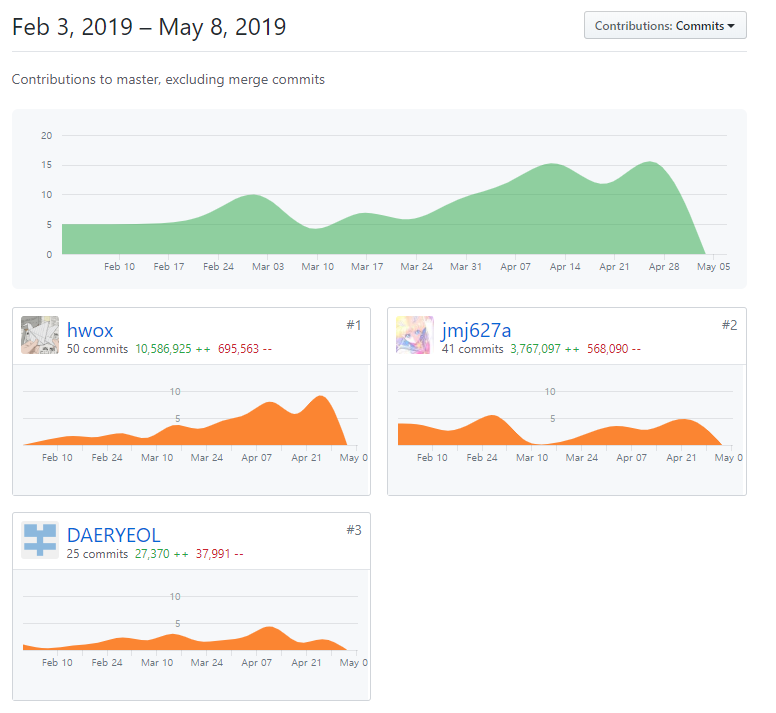 Feb 3, 2019 – May 8, 2019
Contributions: Commits
Contributions to master, excluding merge commits
20
15
10
5
0
Feb 10 Feb 17 Feb 24 Mar 03 Mar 10 Mar 17 Mar 24 Mar 31 Apr 07 Apr 14 Apr 21 Apr 28 May 05
hwox
#1
50 commits 10,586,925 ++ 695,563 --
10
5
Feb 10 Feb 24 Mar 10 Mar 24 Apr 07 Apr 21 May 0
jmj627a
#2
41 commits 3,767,097 ++ 568,090 --
10
5
Feb 10 Feb 24 Mar 10 Mar 24 Apr 07 Apr 21 May 0
DAERYEOL
#3
25 commits 27,370 ++ 37,991 --
10
5
Feb 10 Feb 24 Mar 10 Mar 24 Apr 07 Apr 21 May 0